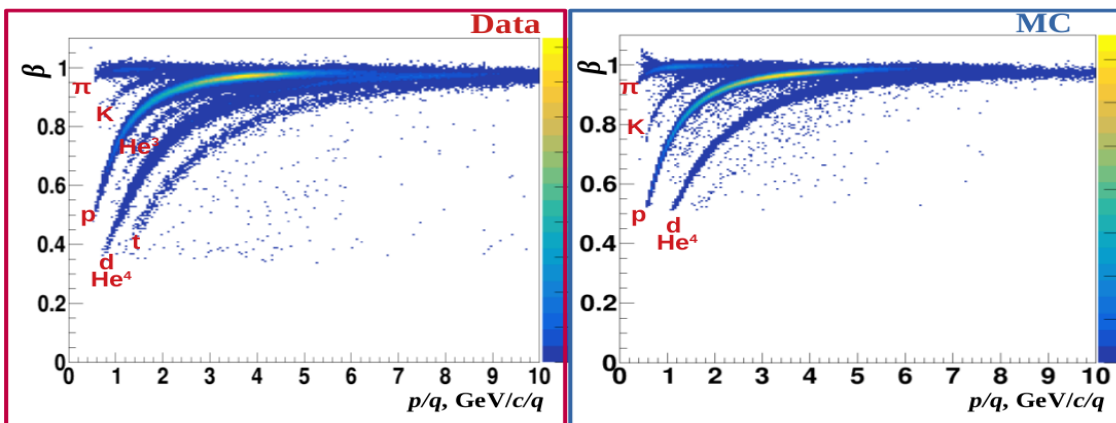 Data
β
1
0.8
0.6
0.4
0.2
0
π
K
He³
p
t
d
He⁴
0 1 2 3 4 5 6 7 8 9 10
p/q, GeV/c/q
MC
β
1
0.8
0.6
0.4
0.2
0
π
K
p
d
He⁴
0 1 2 3 4 5 6 7 8 9 10
p/q, GeV/c/q